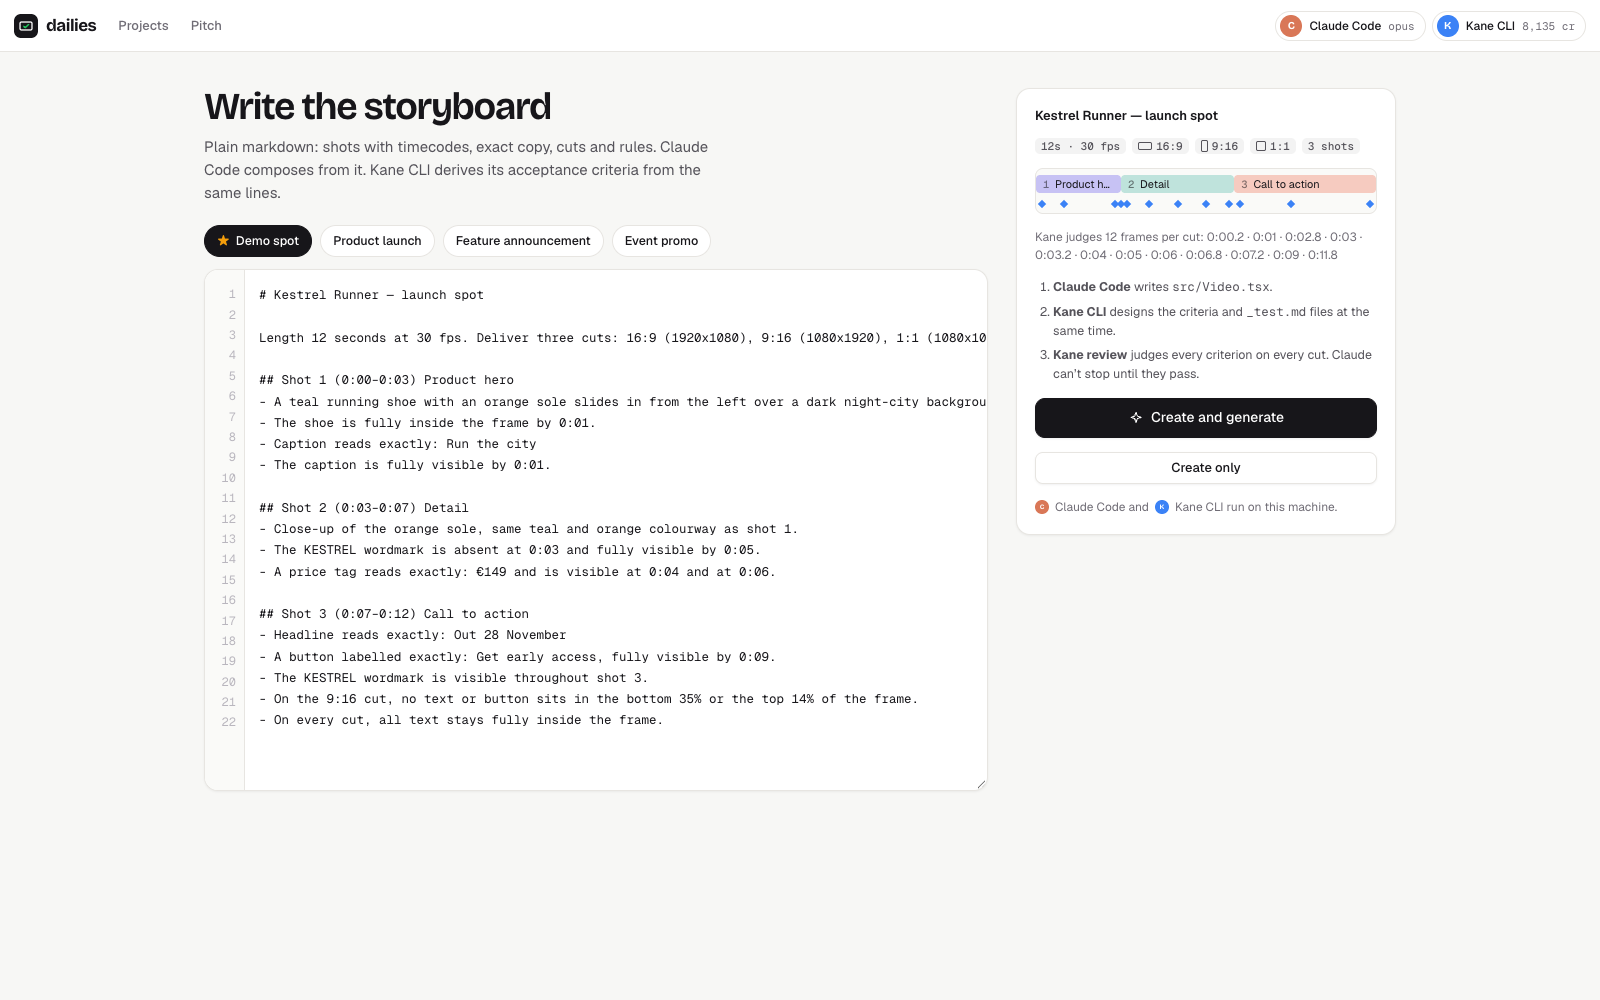 dailies Projects Pitch
C Claude Code opus K Kane CLI 8,135 cr
Write the storyboard
Plain markdown: shots with timecodes, exact copy, cuts and rules. Claude
Code composes from it. Kane CLI derives its acceptance criteria from the
same lines.
Demo spot Product launch Feature announcement Event promo
1 # Kestrel Runner — launch spot
2
3 Length 12 seconds at 30 fps. Deliver three cuts: 16:9 (1920x1080), 9:16 (1080x1920), 1:1 (1080x10
4
5 ## Shot 1 (0:00–0:03) Product hero
6 - A teal running shoe with an orange sole slides in from the left over a dark night-city backgrou
7 - The shoe is fully inside the frame by 0:01.
8 - Caption reads exactly: Run the city
9 - The caption is fully visible by 0:01.
10
11 ## Shot 2 (0:03–0:07) Detail
12 - Close-up of the orange sole, same teal and orange colourway as shot 1.
13 - The KESTREL wordmark is absent at 0:03 and fully visible by 0:05.
14 - A price tag reads exactly: €149 and is visible at 0:04 and at 0:06.
15
16 ## Shot 3 (0:07–0:12) Call to action
17 - Headline reads exactly: Out 28 November
18 - A button labelled exactly: Get early access, fully visible by 0:09.
19 - The KESTREL wordmark is visible throughout shot 3.
20 - On the 9:16 cut, no text or button sits in the bottom 35% or the top 14% of the frame.
21 - On every cut, all text stays fully inside the frame.
22
Kestrel Runner — launch spot
12s · 30 fps 16:9 9:16 1:1 3 shots
1 Product h… 2 Detail 3 Call to action
Kane judges 12 frames per cut: 0:00.2 · 0:01 · 0:02.8 · 0:03 ·
0:03.2 · 0:04 · 0:05 · 0:06 · 0:06.8 · 0:07.2 · 0:09 · 0:11.8
1. Claude Code writes src/Video.tsx.
2. Kane CLI designs the criteria and _test.md files at the
same time.
3. Kane review judges every criterion on every cut. Claude
can't stop until they pass.
Create and generate
Create only
C Claude Code and K Kane CLI run on this machine.